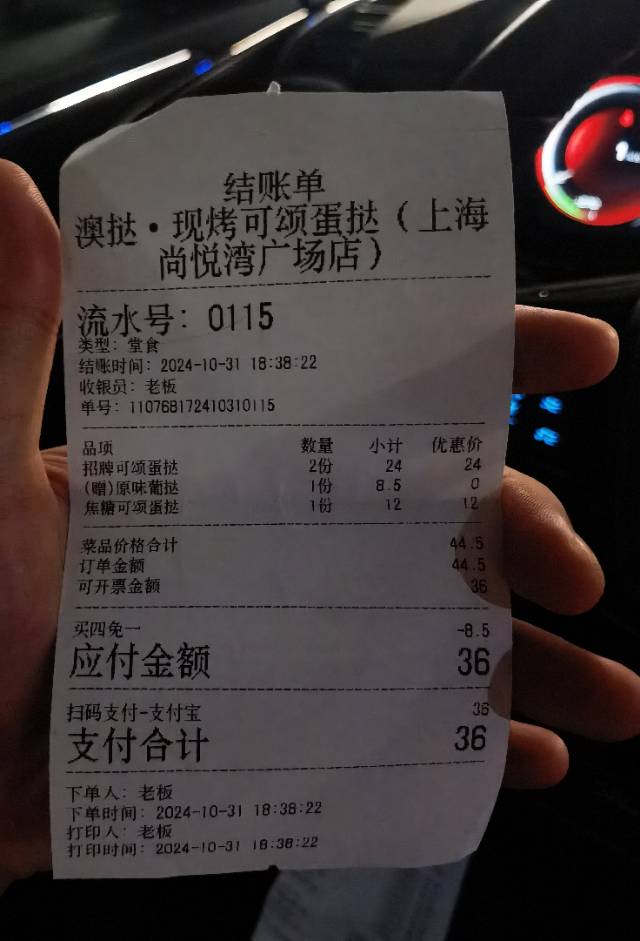 结账单
澳挞·现烤可颂蛋挞（上海
尚悦湾广场店）
流水号：0115
类型：堂食
结账时间：2024-10-31 18:38:22
收银员：老板
单号：110768172410310115
品项 数量 小计 优惠价
招牌可颂蛋挞 2份 24 24
(赠)原味葡挞 1份 8.5 0
焦糖可颂蛋挞 1份 12 12
菜品价格合计 44.5
订单金额 44.5
可开票金额 36
买四免一 -8.5
应付金额 36
扫码支付-支付宝 36
支付合计 36
下单人：老板
下单时间：2024-10-31 18:38:22
打印人：老板
打印时间：2024-10-31 18:38:22